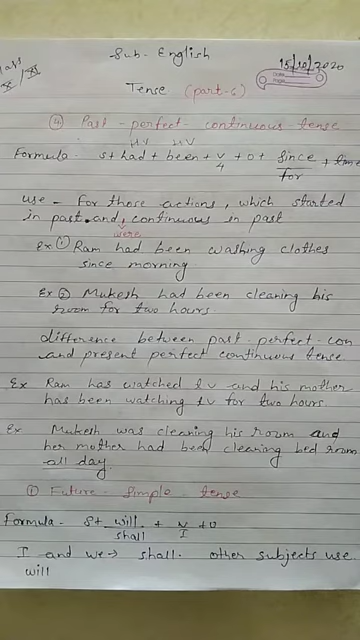 Sub- English
15/10/2020
Class
X / XI
Tense (part-6)
④ Past-perfect-continuous-tense
HV HV
Formula- S+had+been+V4+O+ since/for +time
use- For those actions, which started
in past.and, continuous in past
were
Ex ① Ram had been washing clothes
since morning
Ex ② Mukesh had been cleaning his
room for two hours.
difference between past-perfect-con
and present perfect continuous tense
Ex Ram has watched t.v and his mother
has been watching t.v for two hours.
Ex Mukesh was cleaning his room and
her mother had been cleaning bed room
all day.
① Future-Simple-tense
Formula- S+ will/shall + V/I +O
I and we→ shall. other subjects use
will